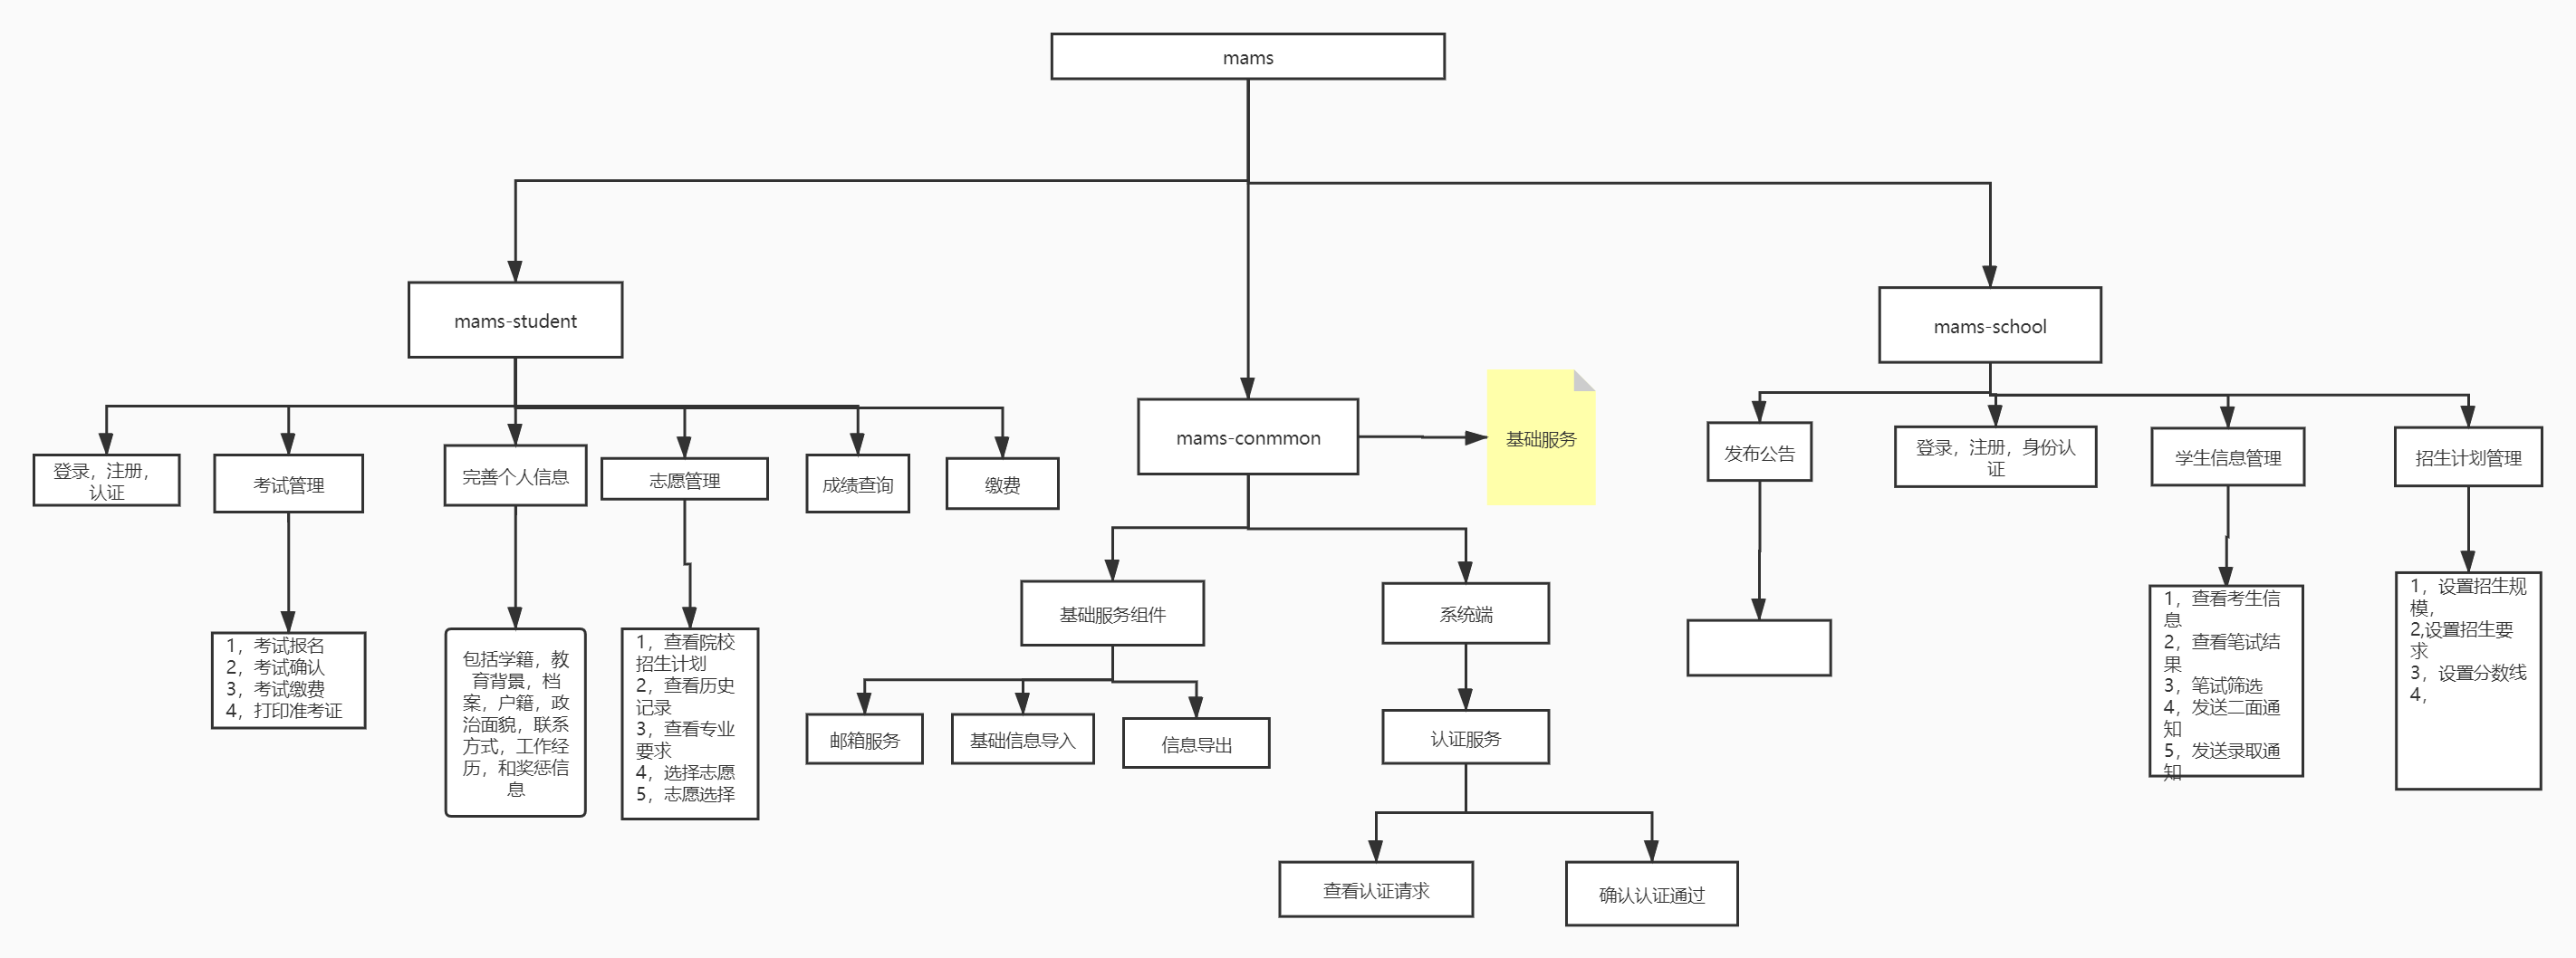 mams
mams-student
mams-school
mams-conmmon
基础服务
登录，注册，
认证
考试管理
完善个人信息
志愿管理
成绩查询
缴费
发布公告
登录，注册，身份认
证
学生信息管理
招生计划管理
基础服务组件
系统端
1，考试报名
2，考试确认
3，考试缴费
4，打印准考证
包括学籍，教
育背景，档
案，户籍，政
治面貌，联系
方式，工作经
历，和奖惩信
息
1，查看院校
招生计划
2，查看历史
记录
3，查看专业
要求
4，选择志愿
5，志愿选择
邮箱服务
基础信息导入
信息导出
认证服务
查看认证请求
确认认证通过
1，查看考生信
息
2，查看笔试结
果
3，笔试筛选
4，发送二面通
知
5，发送录取通
知
1，设置招生规
模，
2,设置招生要
求
3，设置分数线
4，